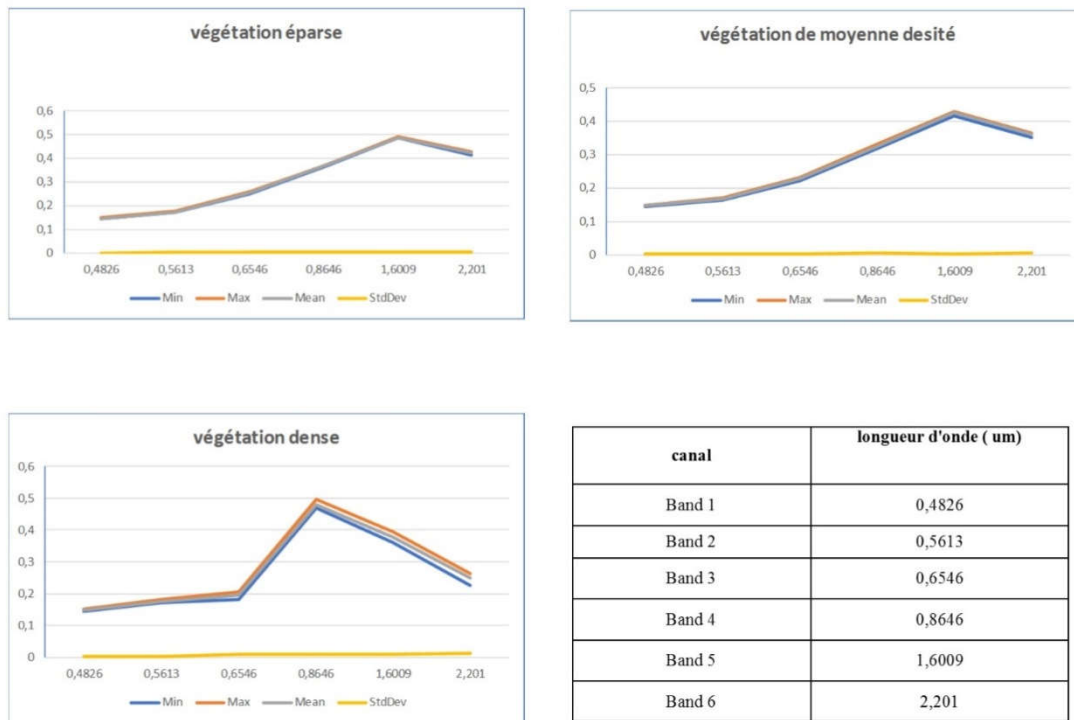 végétation éparse
0,6
0,5
0,4
0,3
0,2
0,1
0
0,4826 0,5613 0,6546 0,8646 1,6009 2,201
Min Max Mean StdDev
végétation de moyenne desité
0,5
0,4
0,3
0,2
0,1
0
0,4826 0,5613 0,6546 0,8646 1,6009 2,201
Min Max Mean StdDev
végétation dense
0,6
0,5
0,4
0,3
0,2
0,1
0
0,4826 0,5613 0,6546 0,8646 1,6009 2,201
Min Max Mean StdDev
canal longueur d'onde ( um)
Band 1 0,4826
Band 2 0,5613
Band 3 0,6546
Band 4 0,8646
Band 5 1,6009
Band 6 2,201